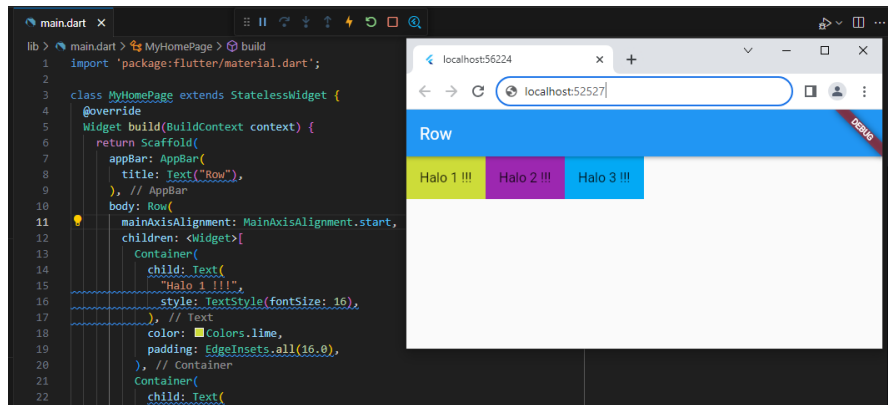 main.dart
lib > main.dart > MyHomePage > build
1 import 'package:flutter/material.dart';
2
3 class MyHomePage extends StatelessWidget {
4 @override
5 Widget build(BuildContext context) {
6 return Scaffold(
7 appBar: AppBar(
8 title: Text("Row"),
9 ), // AppBar
10 body: Row(
11 mainAxisAlignment: MainAxisAlignment.start,
12 children: <Widget>[
13 Container(
14 child: Text(
15 "Halo 1 !!!",
16 style: TextStyle(fontSize: 16),
17 ), // Text
18 color: Colors.lime,
19 padding: EdgeInsets.all(16.0),
20 ), // Container
21 Container(
22 child: Text(
localhost:56224
localhost:52527
Row
DEBUG
Halo 1 !!! Halo 2 !!! Halo 3 !!!